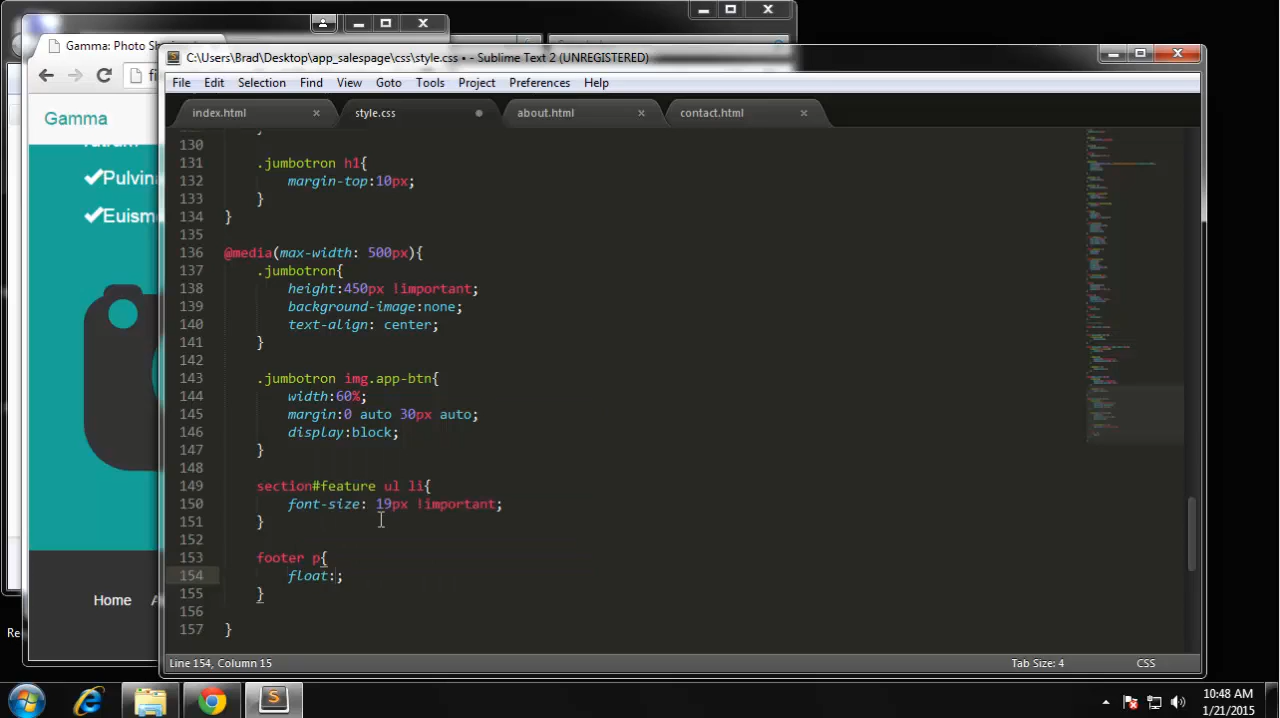 Gamma: Photo Sh
C:\Users\Brad\Desktop\app_salespage\css\style.css • - Sublime Text 2 (UNREGISTERED)
File Edit Selection Find View Goto Tools Project Preferences Help
index.html × style.css about.html × contact.html ×
Gamma
Pulvina
Euism
130 }
131 .jumbotron h1{
132 margin-top:10px;
133 }
134 }
135
136 @media(max-width: 500px){
137 .jumbotron{
138 height:450px !important;
139 background-image:none;
140 text-align: center;
141 }
142
143 .jumbotron img.app-btn{
144 width:60%;
145 margin:0 auto 30px auto;
146 display:block;
147 }
148
149 section#feature ul li{
150 font-size: 19px !important;
151 }
152
153 footer p{
154 float:;
155 }
156
157 }
Home A
Re
Line 154, Column 15 Tab Size: 4 CSS
10:48 AM
1/21/2015